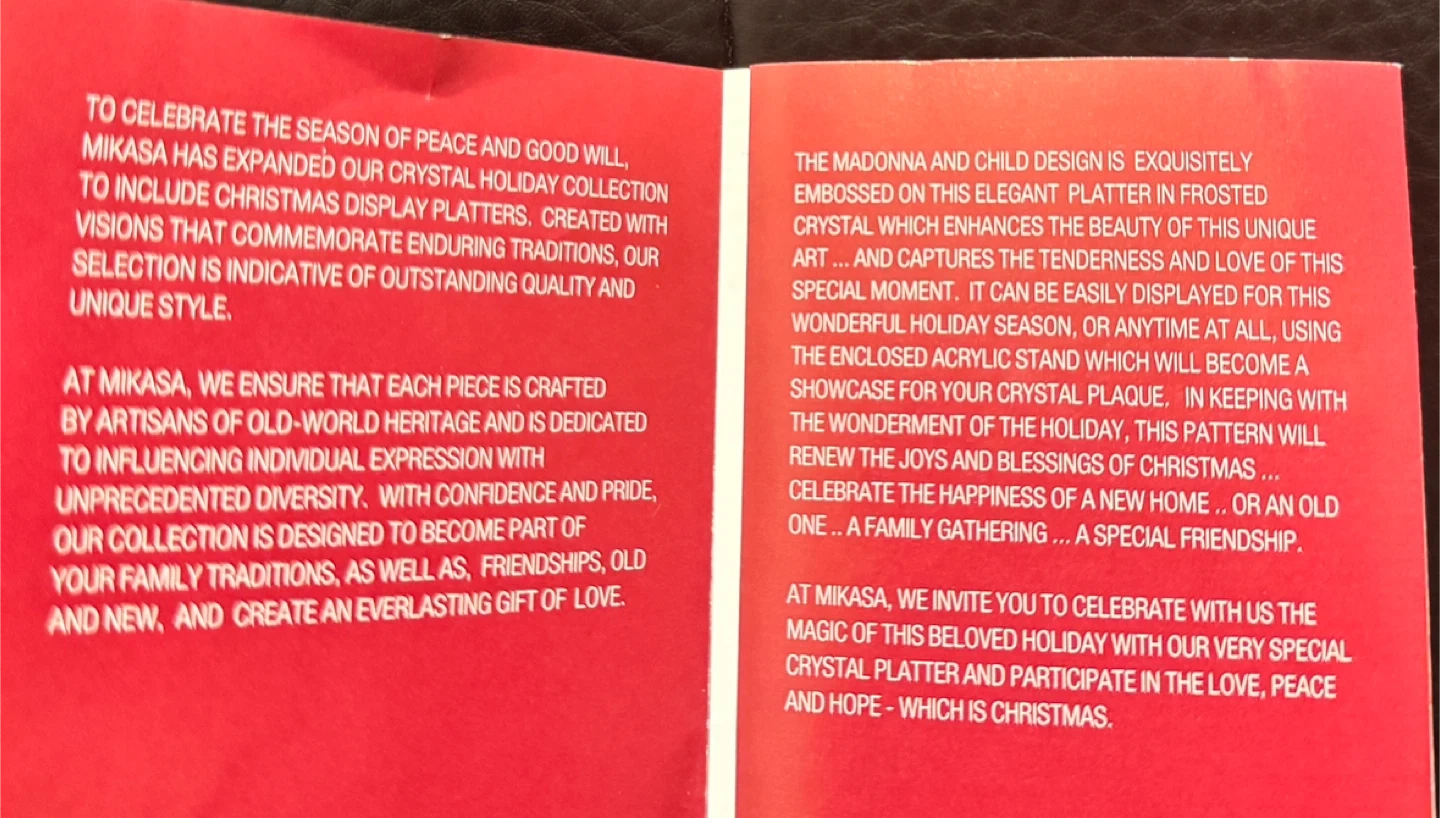 TO CELEBRATE THE SEASON OF PEACE AND GOOD WILL,
MIKASA HAS EXPANDED OUR CRYSTAL HOLIDAY COLLECTION
TO INCLUDE CHRISTMAS DISPLAY PLATTERS. CREATED WITH
VISIONS THAT COMMEMORATE ENDURING TRADITIONS, OUR
SELECTION IS INDICATIVE OF OUTSTANDING QUALITY AND
UNIQUE STYLE.
AT MIKASA, WE ENSURE THAT EACH PIECE IS CRAFTED
BY ARTISANS OF OLD-WORLD HERITAGE AND IS DEDICATED
TO INFLUENCING INDIVIDUAL EXPRESSION WITH
UNPRECEDENTED DIVERSITY. WITH CONFIDENCE AND PRIDE,
OUR COLLECTION IS DESIGNED TO BECOME PART OF
YOUR FAMILY TRADITIONS, AS WELL AS, FRIENDSHIPS, OLD
AND NEW, AND CREATE AN EVERLASTING GIFT OF LOVE.
THE MADONNA AND CHILD DESIGN IS EXQUISITELY
EMBOSSED ON THIS ELEGANT PLATTER IN FROSTED
CRYSTAL WHICH ENHANCES THE BEAUTY OF THIS UNIQUE
ART ... AND CAPTURES THE TENDERNESS AND LOVE OF THIS
SPECIAL MOMENT. IT CAN BE EASILY DISPLAYED FOR THIS
WONDERFUL HOLIDAY SEASON, OR ANYTIME AT ALL, USING
THE ENCLOSED ACRYLIC STAND WHICH WILL BECOME A
SHOWCASE FOR YOUR CRYSTAL PLAQUE. IN KEEPING WITH
THE WONDERMENT OF THE HOLIDAY, THIS PATTERN WILL
RENEW THE JOYS AND BLESSINGS OF CHRISTMAS ...
CELEBRATE THE HAPPINESS OF A NEW HOME .. OR AN OLD
ONE .. A FAMILY GATHERING ... A SPECIAL FRIENDSHIP.
AT MIKASA, WE INVITE YOU TO CELEBRATE WITH US THE
MAGIC OF THIS BELOVED HOLIDAY WITH OUR VERY SPECIAL
CRYSTAL PLATTER AND PARTICIPATE IN THE LOVE, PEACE
AND HOPE - WHICH IS CHRISTMAS.